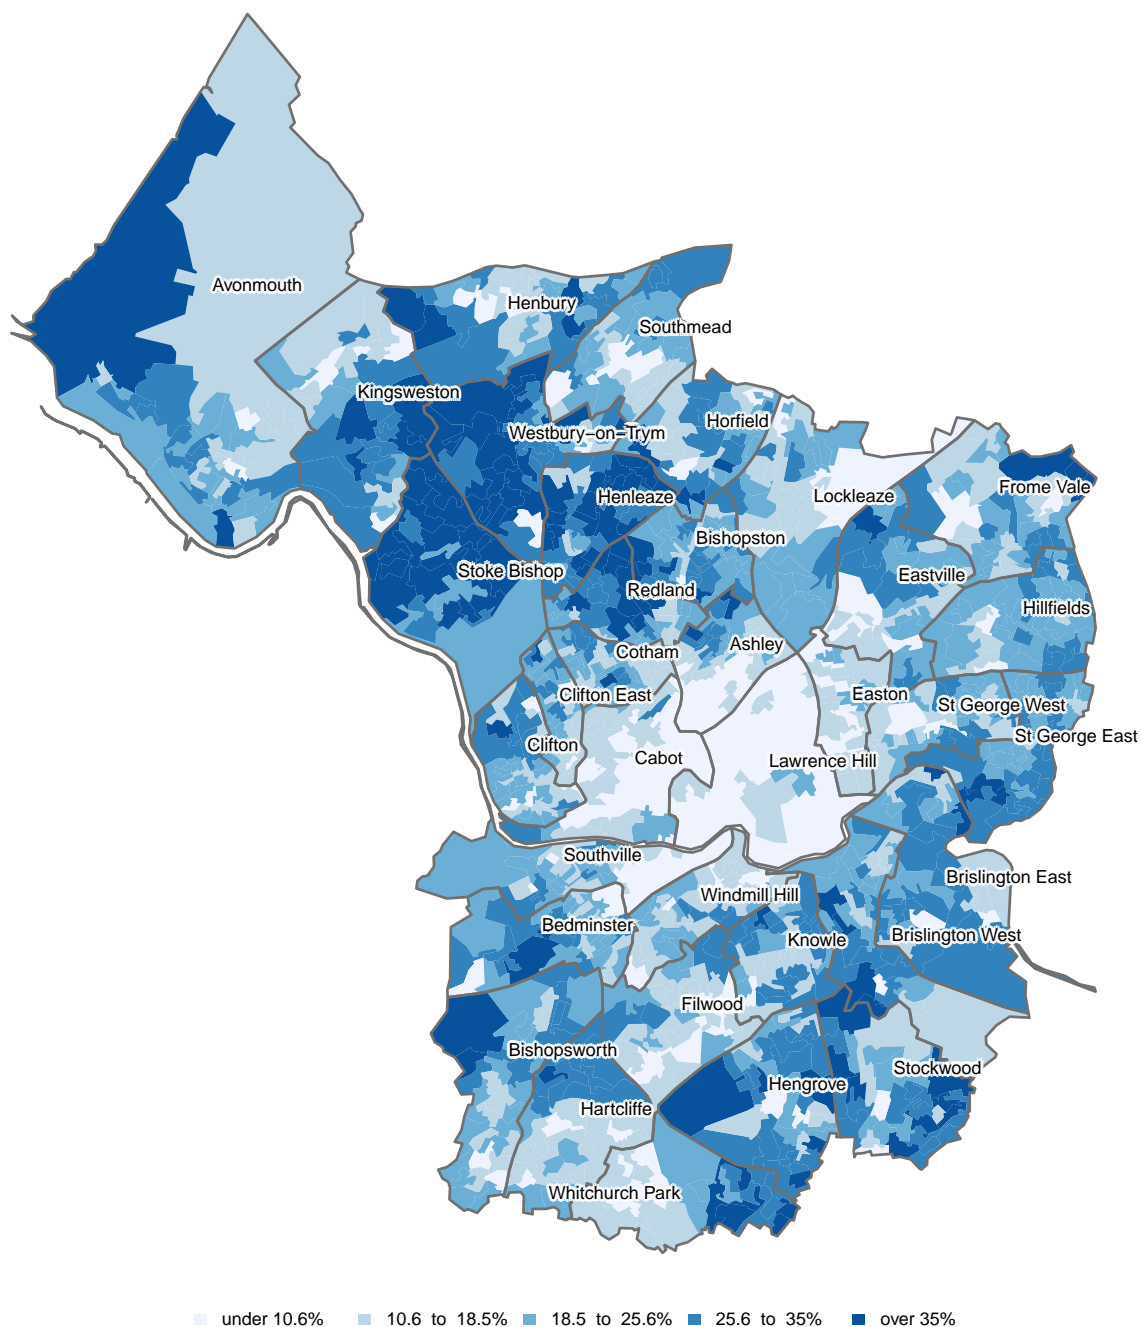 Avonmouth
Henbury
Southmead
Kingsweston
Westbury−on−Trym
Horfield
Henleaze
Lockleaze
Frome Vale
Bishopston
Stoke Bishop
Eastville
Redland
Hillfields
Cotham
Ashley
Clifton East
Easton
St George West
St George East
Clifton
Cabot
Lawrence Hill
Southville
Brislington East
Windmill Hill
Bedminster
Knowle
Brislington West
Filwood
Bishopsworth
Stockwood
Hengrove
Hartcliffe
Whitchurch Park
under 10.6% 10.6 to 18.5% 18.5 to 25.6% 25.6 to 35% over 35%